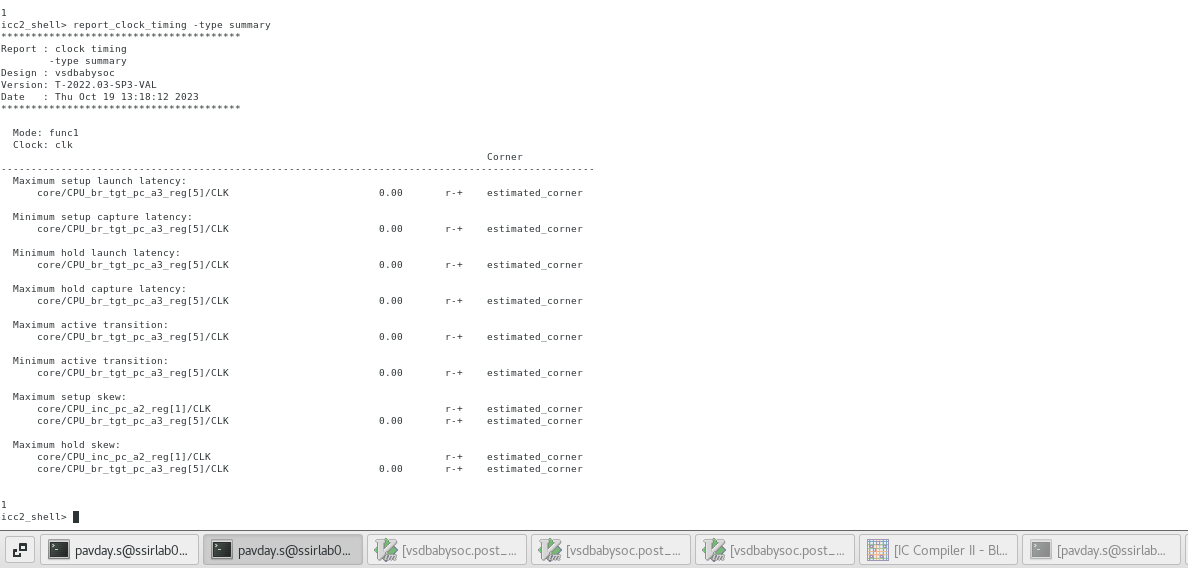 1
icc2_shell> report_clock_timing -type summary
****************************************
Report : clock timing
        -type summary
Design : vsdbabysoc
Version: T-2022.03-SP3-VAL
Date   : Thu Oct 19 13:18:12 2023
****************************************
Mode: func1
Clock: clk
Corner
---------------------------------------------------------------------------------------------------
Maximum setup launch latency:
core/CPU_br_tgt_pc_a3_reg[5]/CLK 0.00 r-+ estimated_corner
Minimum setup capture latency:
core/CPU_br_tgt_pc_a3_reg[5]/CLK 0.00 r-+ estimated_corner
Minimum hold launch latency:
core/CPU_br_tgt_pc_a3_reg[5]/CLK 0.00 r-+ estimated_corner
Maximum hold capture latency:
core/CPU_br_tgt_pc_a3_reg[5]/CLK 0.00 r-+ estimated_corner
Maximum active transition:
core/CPU_br_tgt_pc_a3_reg[5]/CLK 0.00 r-+ estimated_corner
Minimum active transition:
core/CPU_br_tgt_pc_a3_reg[5]/CLK 0.00 r-+ estimated_corner
Maximum setup skew:
core/CPU_inc_pc_a2_reg[1]/CLK r-+ estimated_corner
core/CPU_br_tgt_pc_a3_reg[5]/CLK 0.00 r-+ estimated_corner
Maximum hold skew:
core/CPU_inc_pc_a2_reg[1]/CLK r-+ estimated_corner
core/CPU_br_tgt_pc_a3_reg[5]/CLK 0.00 r-+ estimated_corner
1
icc2_shell>
pavday.s@ssirlab0... pavday.s@ssirlab0... [vsdbabysoc.post_-... [vsdbabysoc.post_-... [vsdbabysoc.post_-... [IC Compiler II - Bl... [pavday.s@ssirlab...